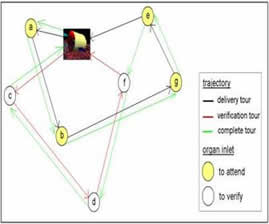 a
e
c
f
g
b
d
trajectory
delivery tour
verification tour
complete tour
organ inlet
to attend
to verify